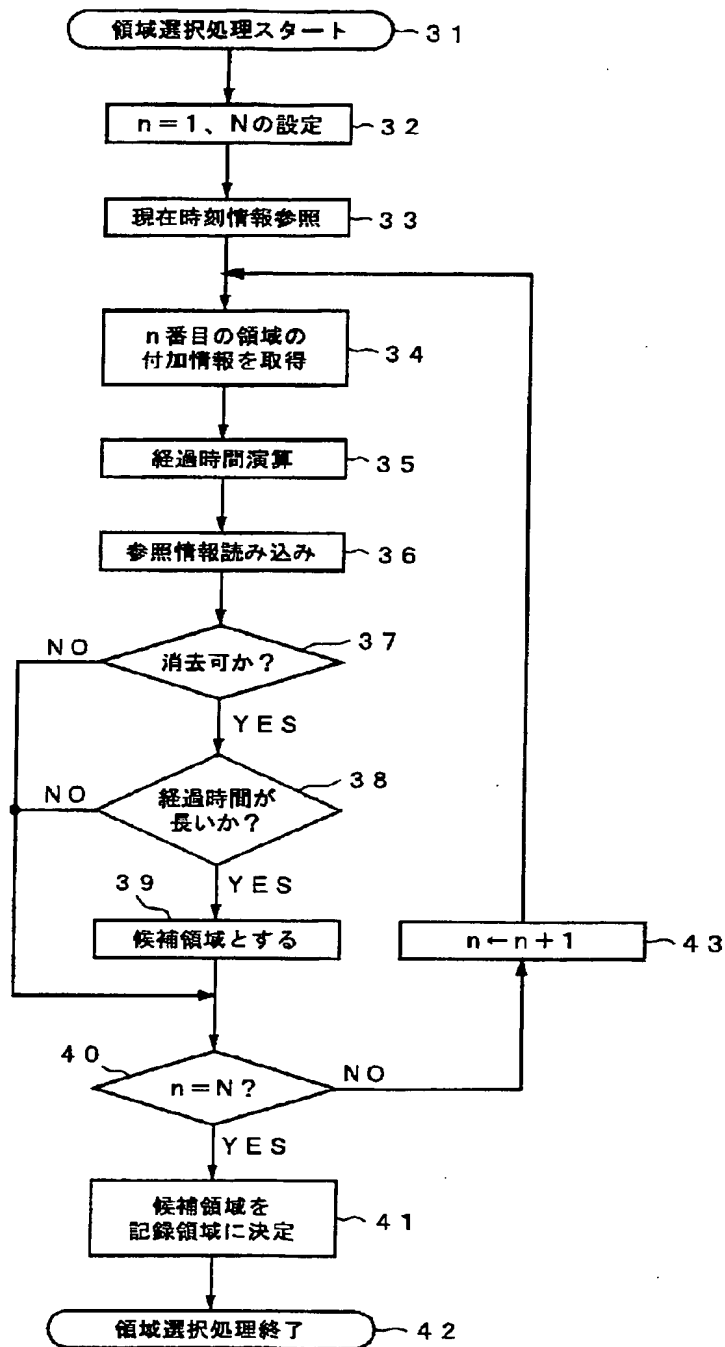 領域選択処理スタート 31
n=1、Nの設定 32
現在時刻情報参照 33
n番目の領域の
付加情報を取得 34
経過時間演算 35
参照情報読み込み 36
NO 消去可か? 37
YES
NO 経過時間が
長いか? 38
YES
39
候補領域とする
n←n+1 43
40
n=N? NO
YES
候補領域を
記録領域に決定 41
領域選択処理終了 42